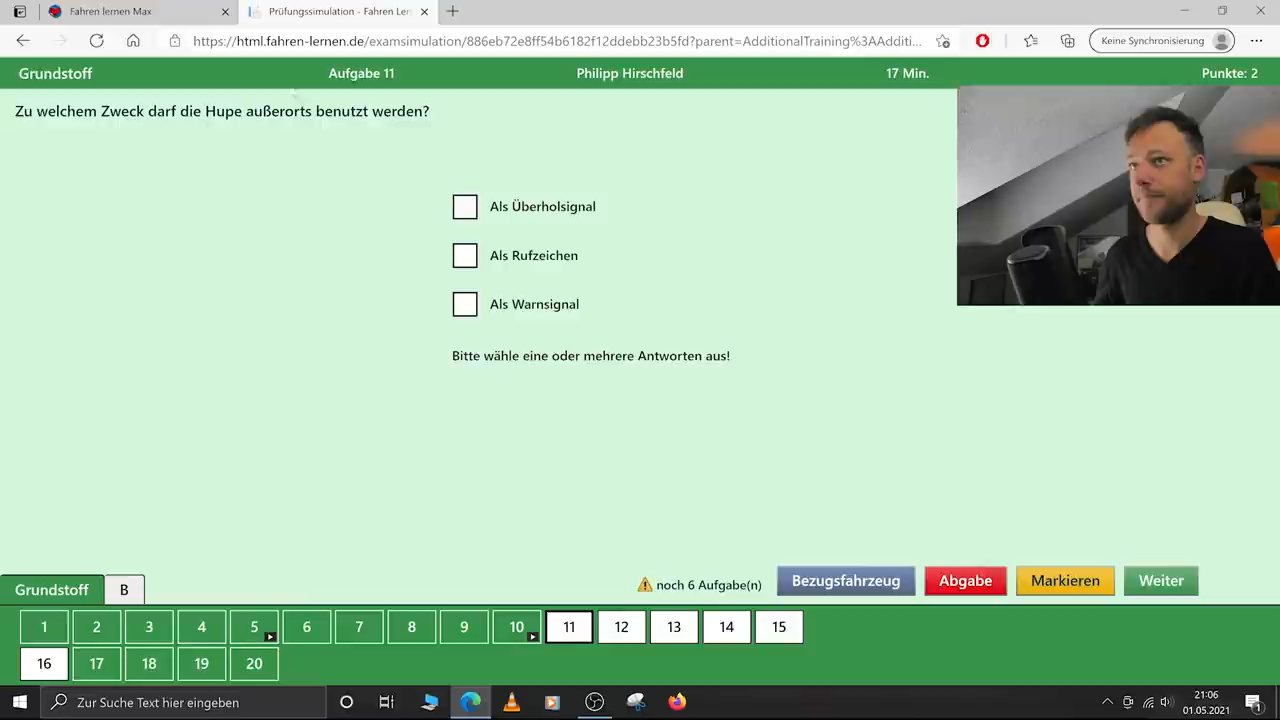 Fahren lernen Max
Prüfungssimulation - Fahren Ler
https://html.fahren-lernen.de/examsimulation/886eb72e8ff54b6182f12ddebb23b5fd?parent=AdditionalTraining%3AAdditi...
Keine Synchronisierung
Grundstoff
Aufgabe 11
Philipp Hirschfeld
17 Min.
Punkte: 2
Zu welchem Zweck darf die Hupe außerorts benutzt werden?
Als Überholsignal
Als Rufzeichen
Als Warnsignal
Bitte wähle eine oder mehrere Antworten aus!
Grundstoff
B
noch 6 Aufgabe(n)
Bezugsfahrzeug
Abgabe
Markieren
Weiter
1 2 3 4 5 6 7 8 9 10 11 12 13 14 15
16 17 18 19 20
Zur Suche Text hier eingeben
21:06
01.05.2021
1